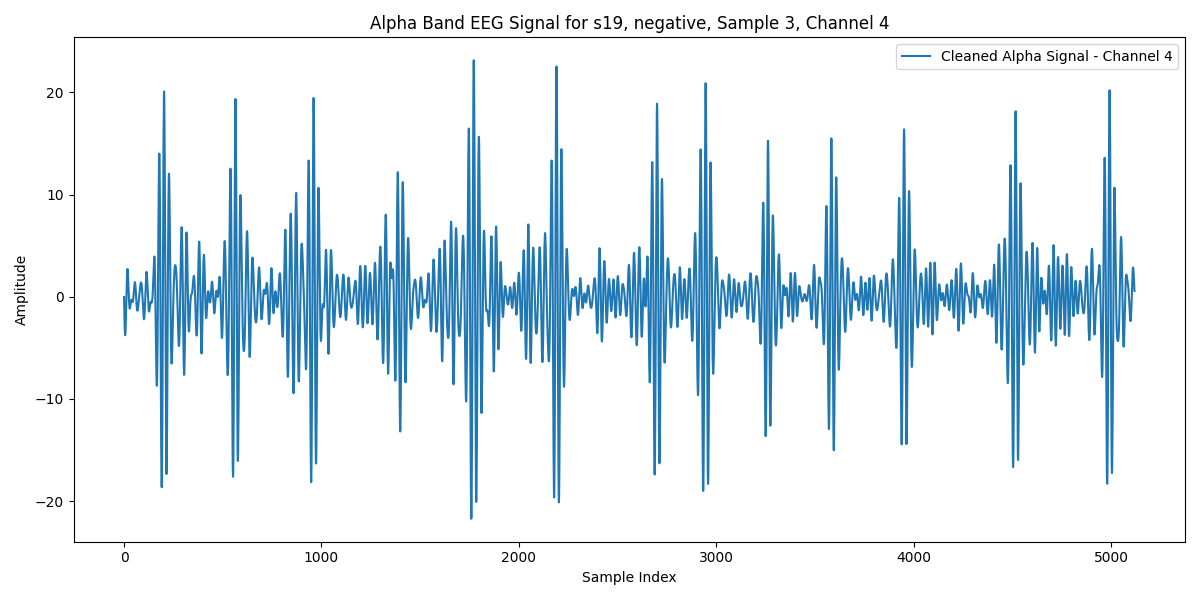 Alpha Band EEG Signal for s19, negative, Sample 3, Channel 4
Cleaned Alpha Signal - Channel 4
Amplitude
20
10
0
−10
−20
0 1000 2000 3000 4000 5000
Sample Index